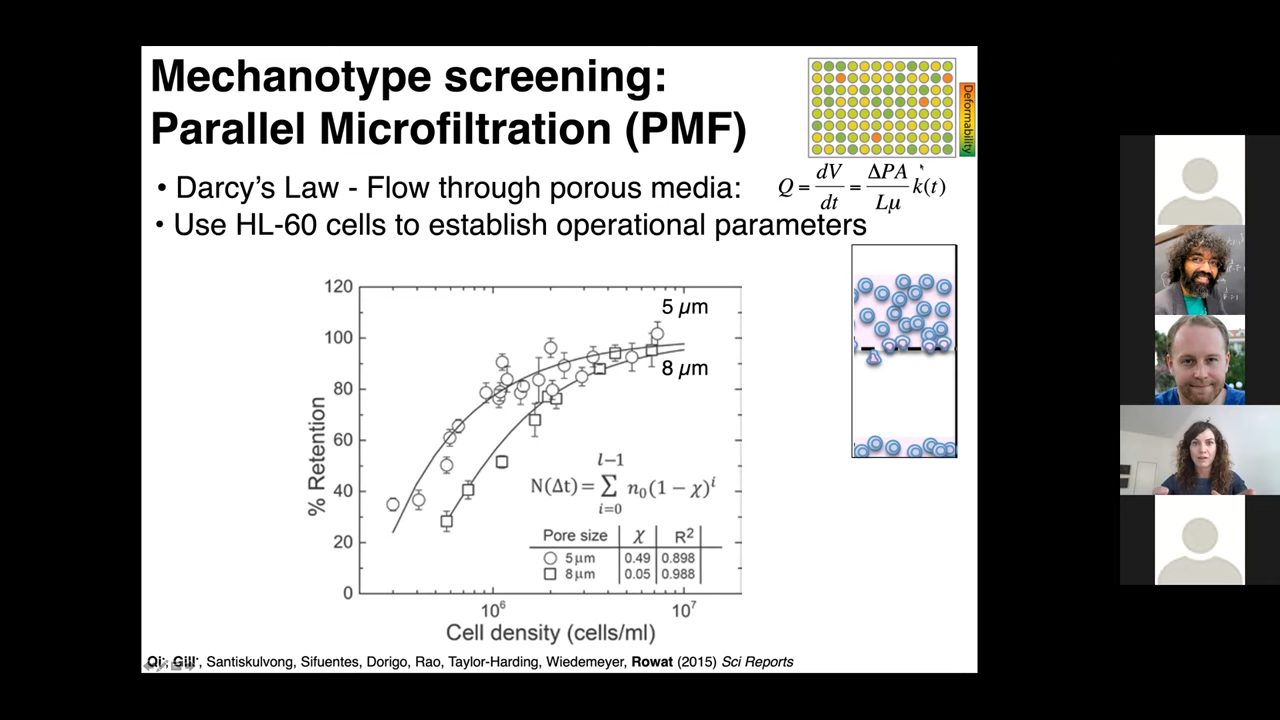 Mechanotype screening:
Parallel Microfiltration (PMF)
Deformability
• Darcy's Law - Flow through porous media:
Q = dV/dt = ΔPA/Lμ k(t)
• Use HL-60 cells to establish operational parameters
120
100
80
60
40
20
0
% Retention
5 μm
8 μm
N(Δt) = l−1 ∑ i=0 n₀(1 − χ)ⁱ
Pore size χ R²
5 μm 0.49 0.898
8 μm 0.05 0.988
10⁶ 10⁷
Cell density (cells/ml)
Qi*, Gill*, Santiskulvong, Sifuentes, Dorigo, Rao, Taylor-Harding, Wiedemeyer, Rowat (2015) Sci Reports